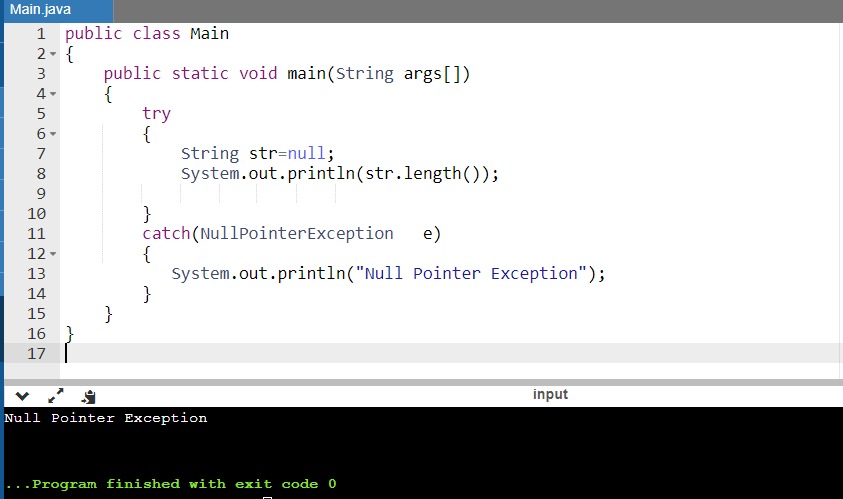 Main.java
1 public class Main
2 {
3 public static void main(String args[])
4 {
5 try
6 {
7 String str=null;
8 System.out.println(str.length());
9
10 }
11 catch(NullPointerException e)
12 {
13 System.out.println("Null Pointer Exception");
14 }
15 }
16 }
17
input
Null Pointer Exception
...Program finished with exit code 0